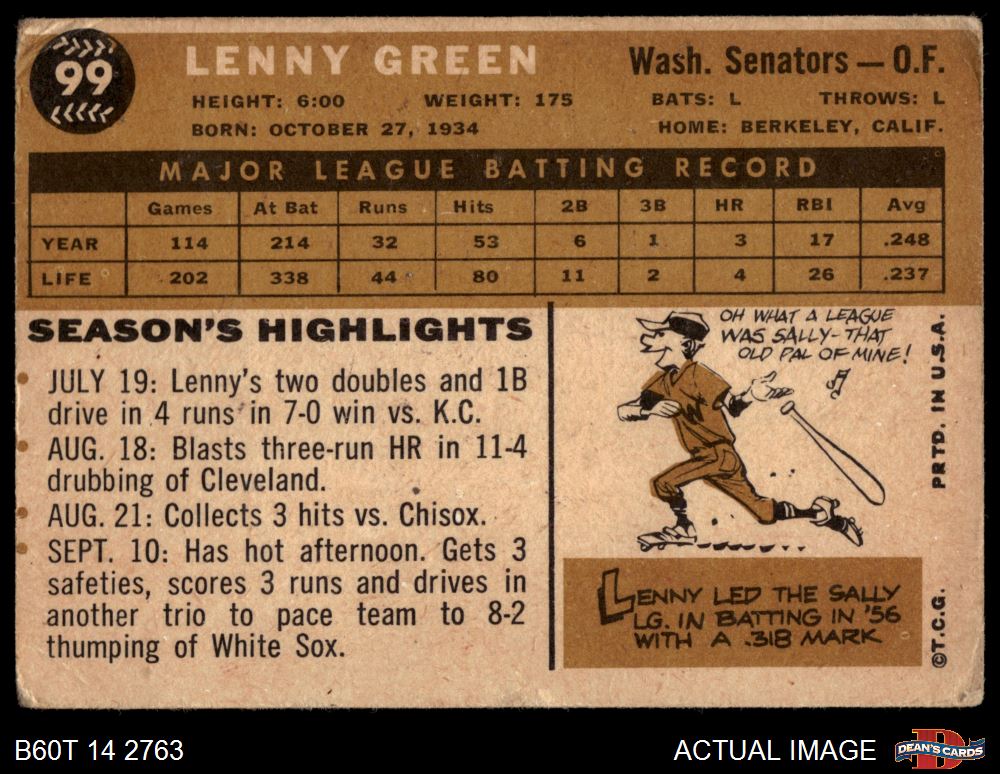 99
LENNY GREEN
Wash. Senators — O.F.
HEIGHT: 6:00 WEIGHT: 175 BATS: L THROWS: L
BORN: OCTOBER 27, 1934 HOME: BERKELEY, CALIF.
MAJOR LEAGUE BATTING RECORD
Games At Bat Runs Hits 2B 3B HR RBI Avg
YEAR 114 214 32 53 6 1 3 17 .248
LIFE 202 338 44 80 11 2 4 26 .237
SEASON'S HIGHLIGHTS
JULY 19: Lenny's two doubles and 1B
drive in 4 runs in 7-0 win vs. K.C.
AUG. 18: Blasts three-run HR in 11-4
drubbing of Cleveland.
AUG. 21: Collects 3 hits vs. Chisox.
SEPT. 10: Has hot afternoon. Gets 3
safeties, scores 3 runs and drives in
another trio to pace team to 8-2
thumping of White Sox.
OH WHAT A LEAGUE
WAS SALLY-THAT
OLD PAL OF MINE!
W
LENNY LED THE SALLY
LG. IN BATTING IN '56
WITH A .318 MARK
©T.C.G. PRTD. IN U.S.A.
B60T 14 2763
ACTUAL IMAGE
D
DEAN'S CARDS